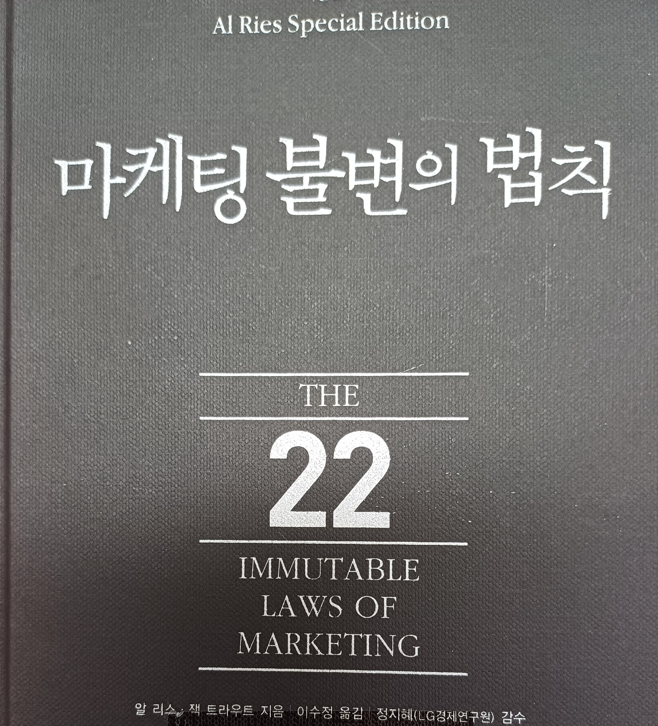 Al Ries Special Edition
마케팅 불변의 법칙
THE
22
IMMUTABLE
LAWS OF
MARKETING
알 리스, 잭 트라우트 지음 이수정 옮김 정지혜(LG경제연구원) 감수